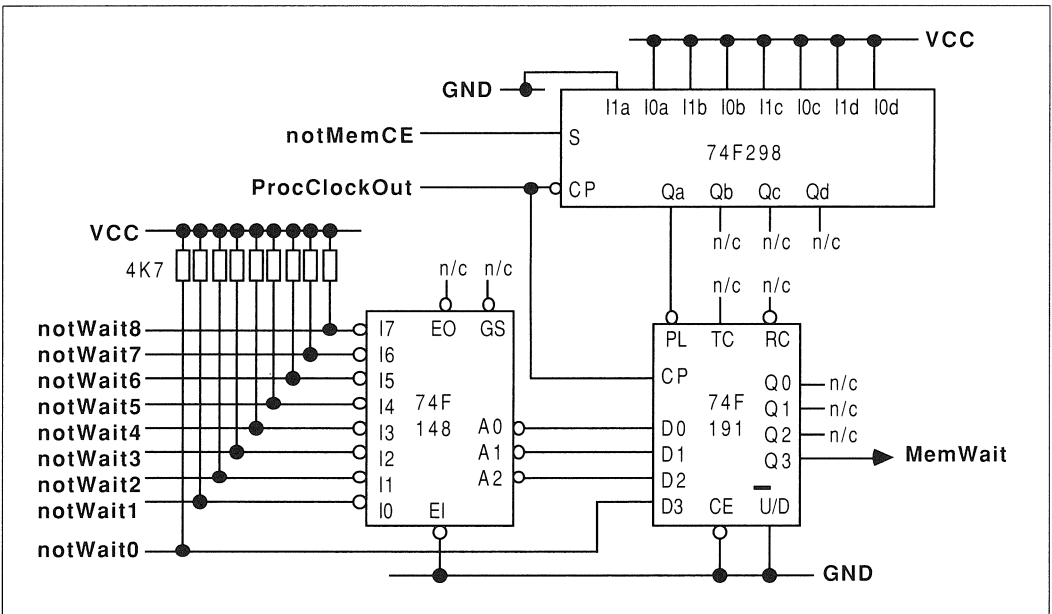 VCC
GND
I1a I0a I1b I0b I1c I0c I1d I0d
notMemCE
S
74F298
ProcClockOut
CP
Qa Qb Qc Qd
n/c n/c n/c
VCC
4K7
n/c n/c
n/c n/c
notWait8
I7 EO GS
PL TC RC
notWait7
I6
notWait6
I5
CP
Q0 n/c
notWait5
I4
74F
148
74F
191
Q1 n/c
notWait4
I3
A0
D0
Q2 n/c
notWait3
I2
A1
D1
Q3
MemWait
notWait2
I1
A2
D2
notWait1
I0 EI
D3 CE U/D
notWait0
GND